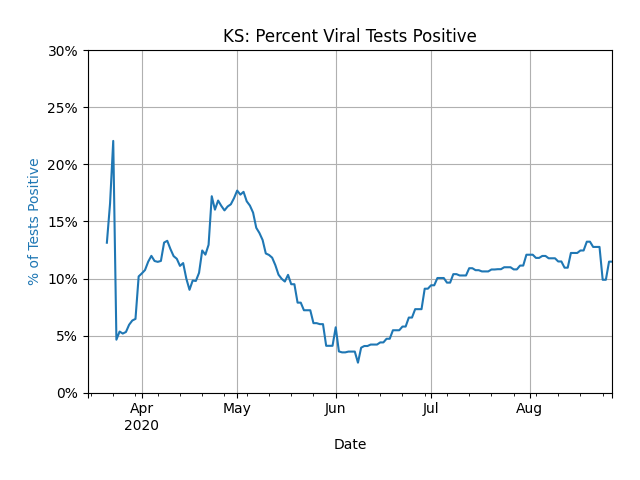 KS: Percent Viral Tests Positive
30%
25%
20%
15%
10%
5%
0%
% of Tests Positive
Apr
2020
May
Jun
Jul
Aug
Date